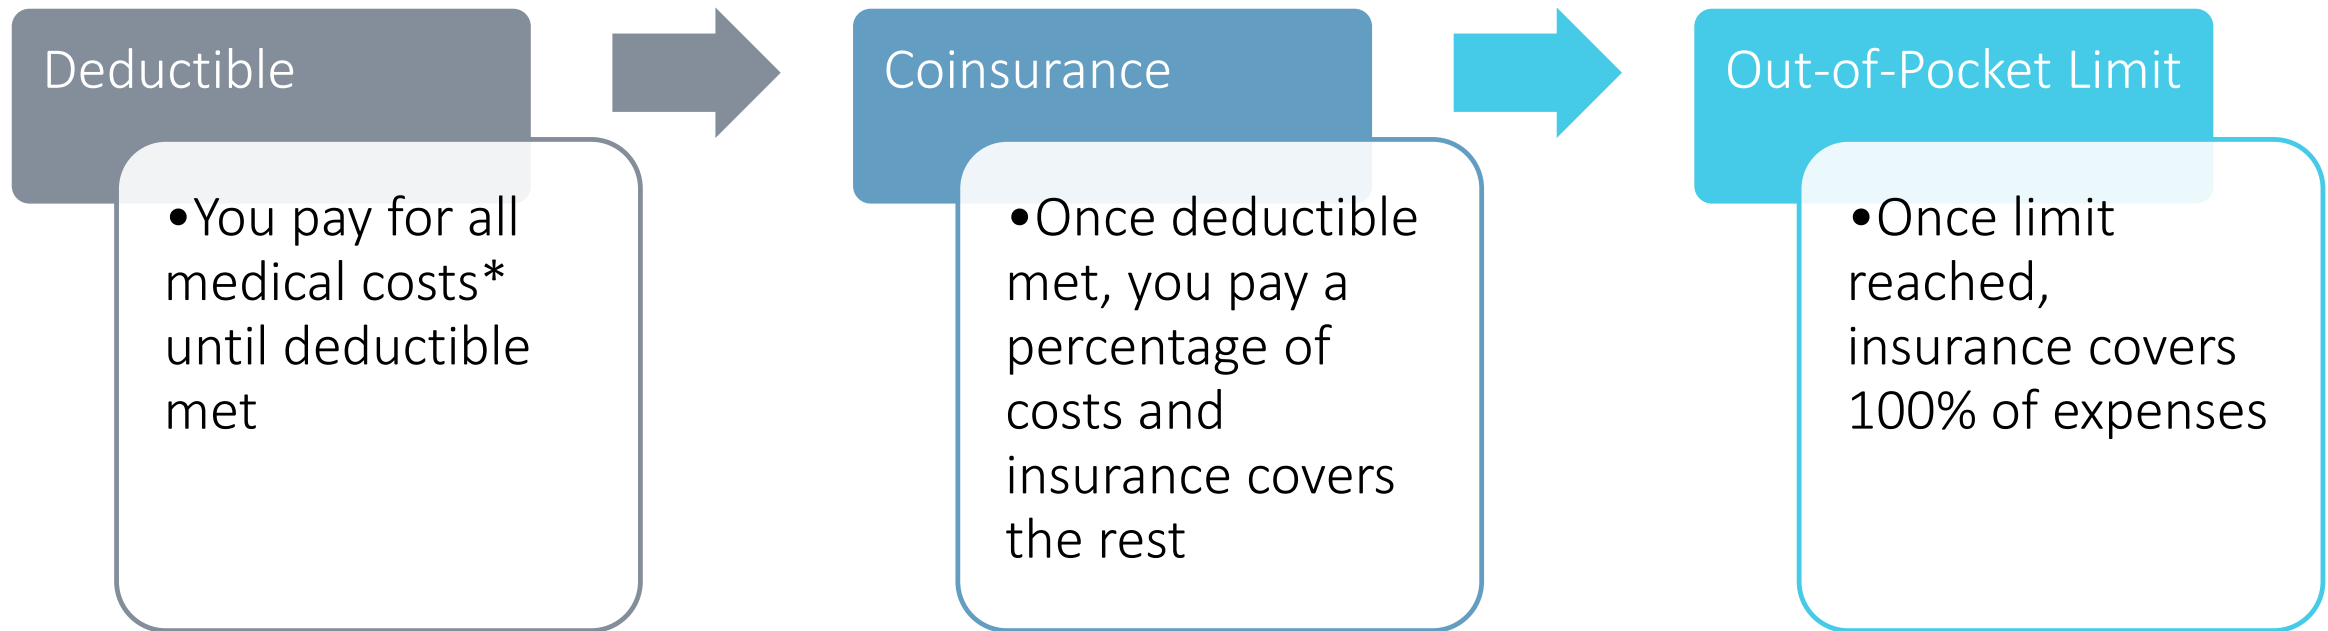 Deductible
•You pay for all
medical costs*
until deductible
met
Coinsurance
•Once deductible
met, you pay a
percentage of
costs and
insurance covers
the rest
Out-of-Pocket Limit
•Once limit
reached,
insurance covers
100% of expenses